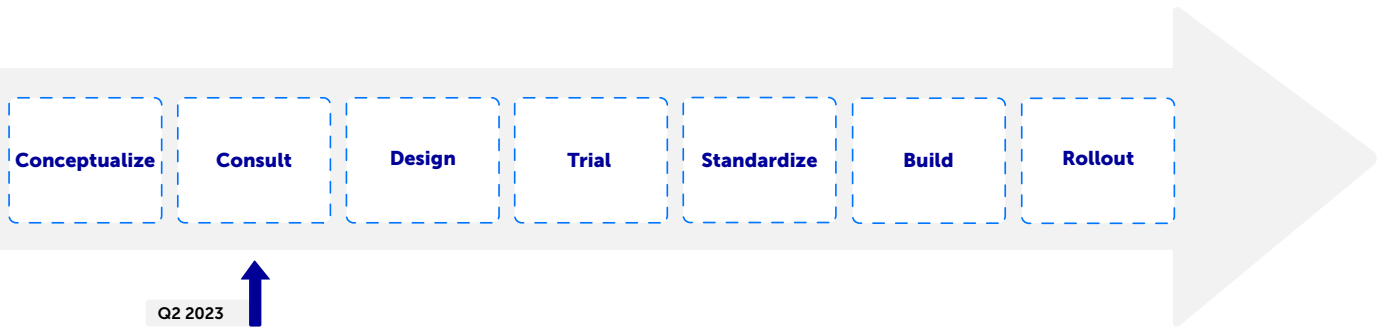 Conceptualize
Consult
Design
Trial
Standardize
Build
Rollout
Q2 2023